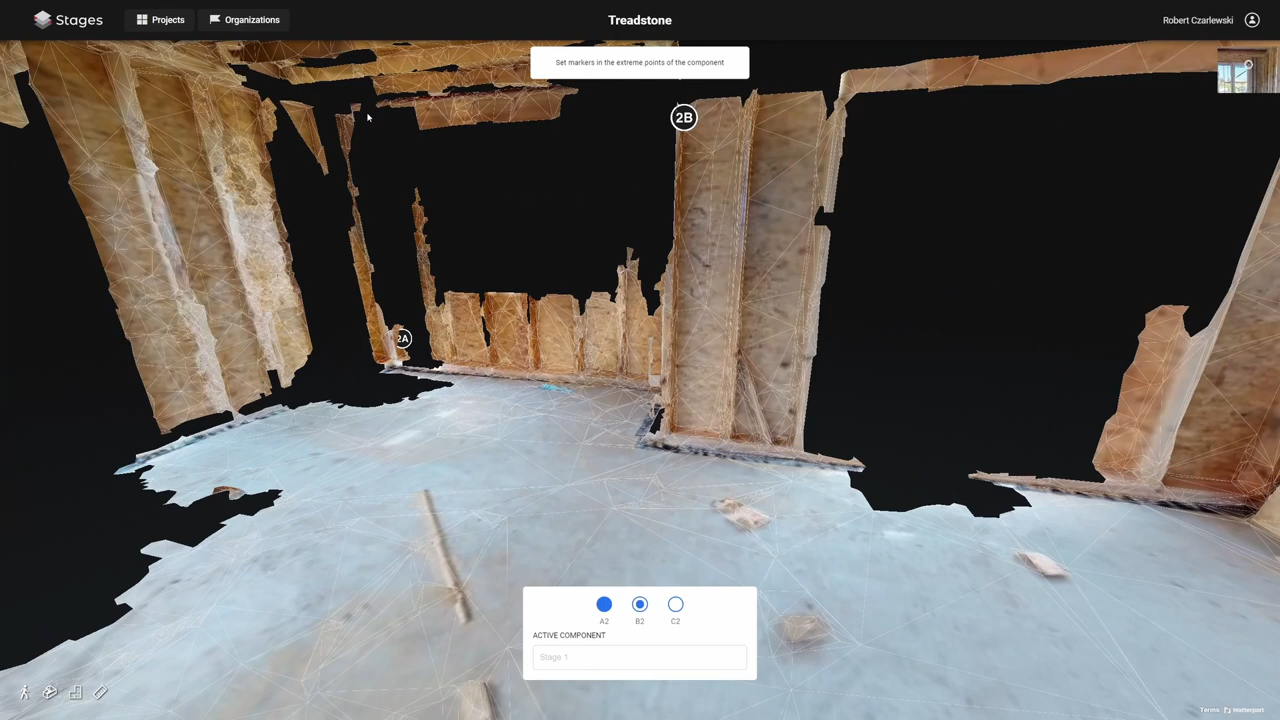 Stages
Projects
Organizations
Treadstone
Robert Czarlewski
Set markers in the extreme points of the component
2B
2A
A2
B2
C2
ACTIVE COMPONENT
Stage 1
Terms
Matterport